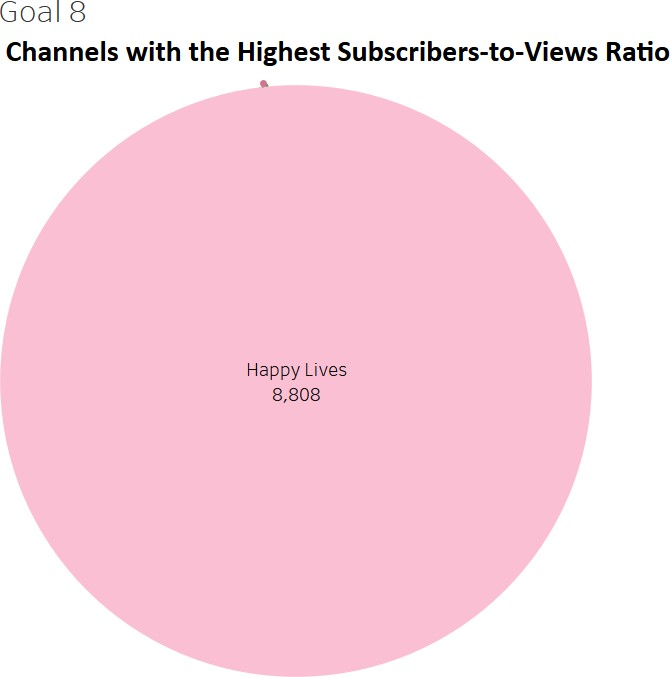 Goal 8
Channels with the Highest Subscribers-to-Views Ratio
Happy Lives
8,808